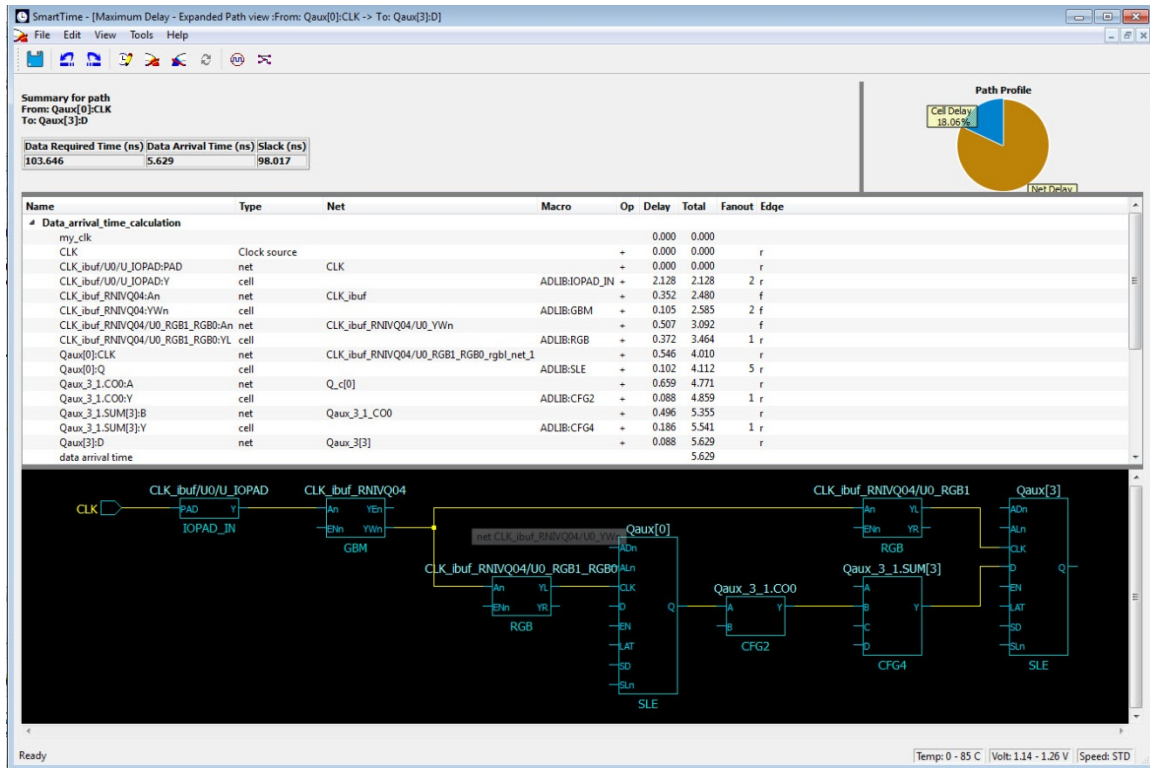 SmartTime - [Maximum Delay - Expanded Path view :From: Qaux[0]:CLK -> To: Qaux[3]:D]
File Edit View Tools Help
Summary for path
From: Qaux[0]:CLK
To: Qaux[3]:D
Data Required Time (ns) Data Arrival Time (ns) Slack (ns)
103.646 5.629 98.017
Path Profile
Cell Delay
18.06%
Net Delay
Name Type Net Macro Op Delay Total Fanout Edge
Data_arrival_time_calculation
my_clk 0.000 0.000
CLK Clock source + 0.000 0.000 r
CLK_ibuf/U0/U_IOPAD:PAD net CLK + 0.000 0.000 r
CLK_ibuf/U0/U_IOPAD:Y cell ADLIB:IOPAD_IN + 2.128 2.128 2 r
CLK_ibuf_RNIVQ04:An net CLK_ibuf + 0.352 2.480 f
CLK_ibuf_RNIVQ04:YWn cell ADLIB:GBM + 0.105 2.585 2 f
CLK_ibuf_RNIVQ04/U0_RGB1_RGB0:An net CLK_ibuf_RNIVQ04/U0_YWn + 0.507 3.092 f
CLK_ibuf_RNIVQ04/U0_RGB1_RGB0:YL cell ADLIB:RGB + 0.372 3.464 1 r
Qaux[0]:CLK net CLK_ibuf_RNIVQ04/U0_RGB1_RGB0_rgbl_net_1 + 0.546 4.010 r
Qaux[0]:Q cell ADLIB:SLE + 0.102 4.112 5 r
Qaux_3_1.CO0:A net Q_c[0] + 0.659 4.771 r
Qaux_3_1.CO0:Y cell ADLIB:CFG2 + 0.088 4.859 1 r
Qaux_3_1.SUM[3]:B net Qaux_3_1_CO0 + 0.496 5.355 r
Qaux_3_1.SUM[3]:Y cell ADLIB:CFG4 + 0.186 5.541 1 r
Qaux[3]:D net Qaux_3[3] + 0.088 5.629 r
data arrival time 5.629
CLK_ibuf/U0/U_IOPAD CLK_ibuf_RNIVQ04 CLK_ibuf_RNIVQ04/U0_RGB1 Qaux[3]
CLK PAD Y An YEn An YL ADn
IOPAD_IN ENn YWn ENn YR ALn
GBM net CLK_ibuf_RNIVQ04/U0_YWn Qaux[0] RGB CLK
ADn
CLK_ibuf_RNIVQ04/U0_RGB1_RGB0 ALn Qaux_3_1.SUM[3] D Q
An YL CLK Qaux_3_1.CO0 A EN
ENn YR D Q A Y B Y LAT
RGB EN B C SD
LAT CFG2 D SLn
SD CFG4 SLE
SLn
SLE
Ready Temp: 0 - 85 C Volt: 1.14 - 1.26 V Speed: STD